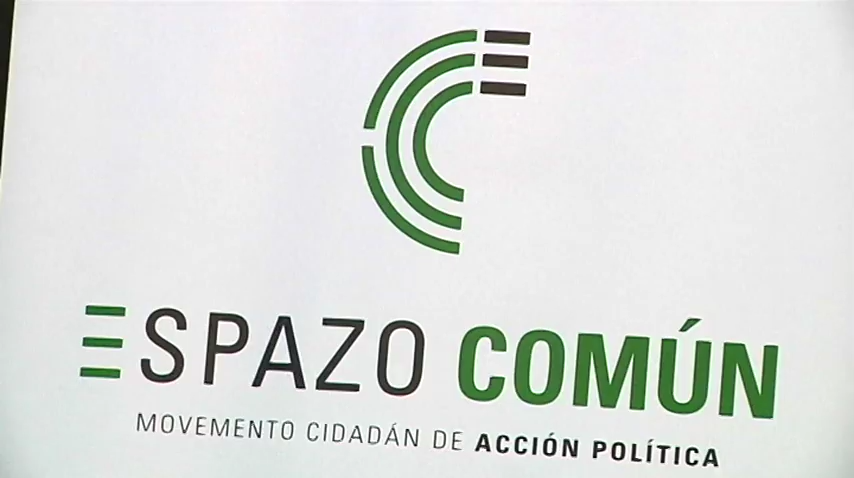 ESPAZO COMÚN
MOVEMENTO CIDADÁN DE ACCIÓN POLÍTICA